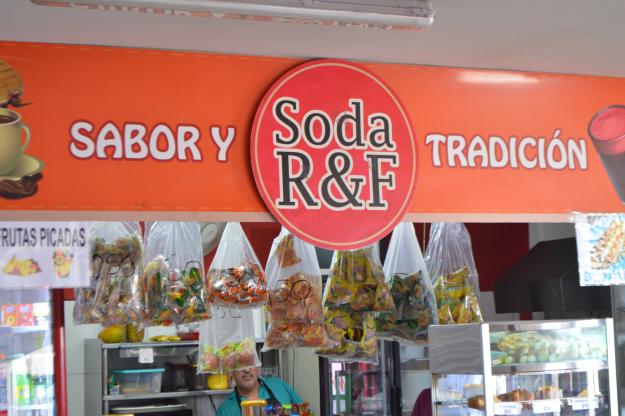 SABOR Y
Soda
R&F
TRADICIÓN
FRUTAS PICADAS